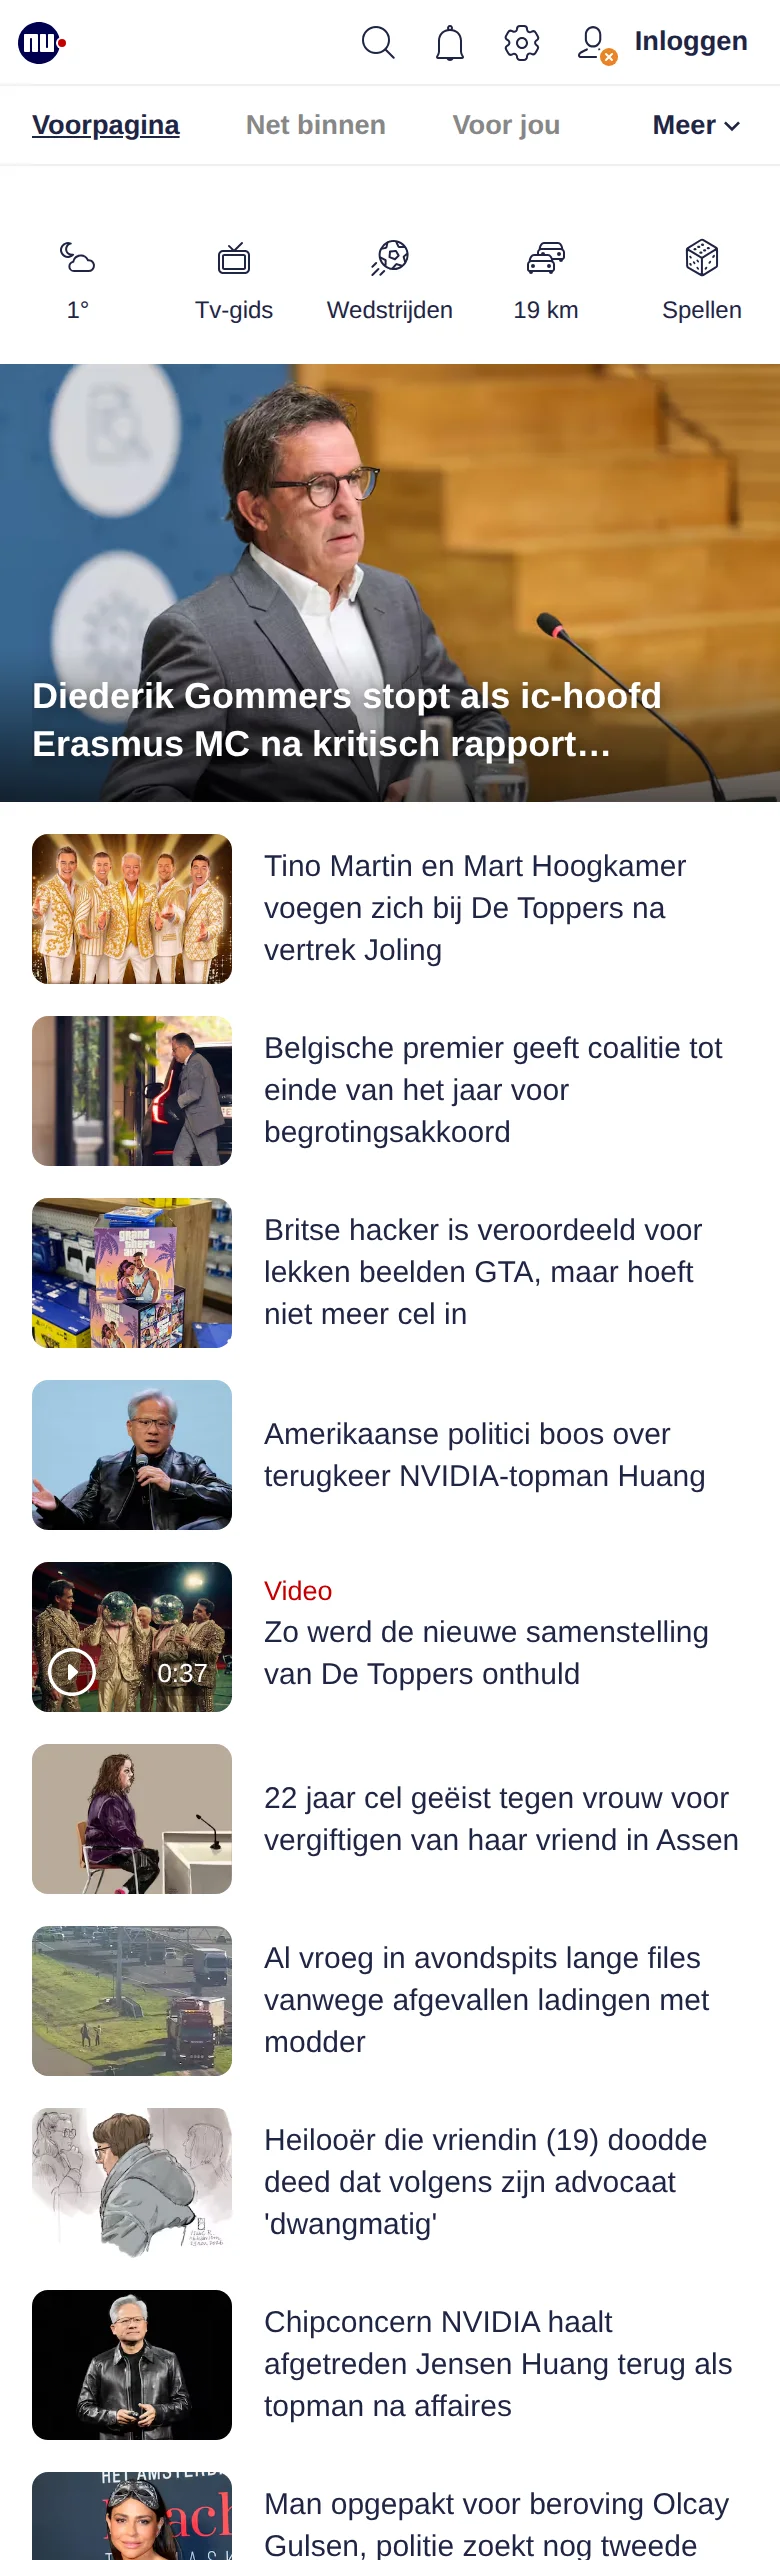 nu
Inloggen
Voorpagina
Net binnen
Voor jou
Meer
1°
Tv-gids
Wedstrijden
19 km
Spellen
Diederik Gommers stopt als ic-hoofd
Erasmus MC na kritisch rapport...
Tino Martin en Mart Hoogkamer
voegen zich bij De Toppers na
vertrek Joling
Belgische premier geeft coalitie tot
einde van het jaar voor
begrotingsakkoord
Britse hacker is veroordeeld voor
lekken beelden GTA, maar hoeft
niet meer cel in
Amerikaanse politici boos over
terugkeer NVIDIA-topman Huang
0:37
Video
Zo werd de nieuwe samenstelling
van De Toppers onthuld
22 jaar cel geëist tegen vrouw voor
vergiftigen van haar vriend in Assen
Al vroeg in avondspits lange files
vanwege afgevallen ladingen met
modder
Heilooër die vriendin (19) doodde
deed dat volgens zijn advocaat
'dwangmatig'
Chipconcern NVIDIA haalt
afgetreden Jensen Huang terug als
topman na affaires
Man opgepakt voor beroving Olcay
Gulsen, politie zoekt nog tweede